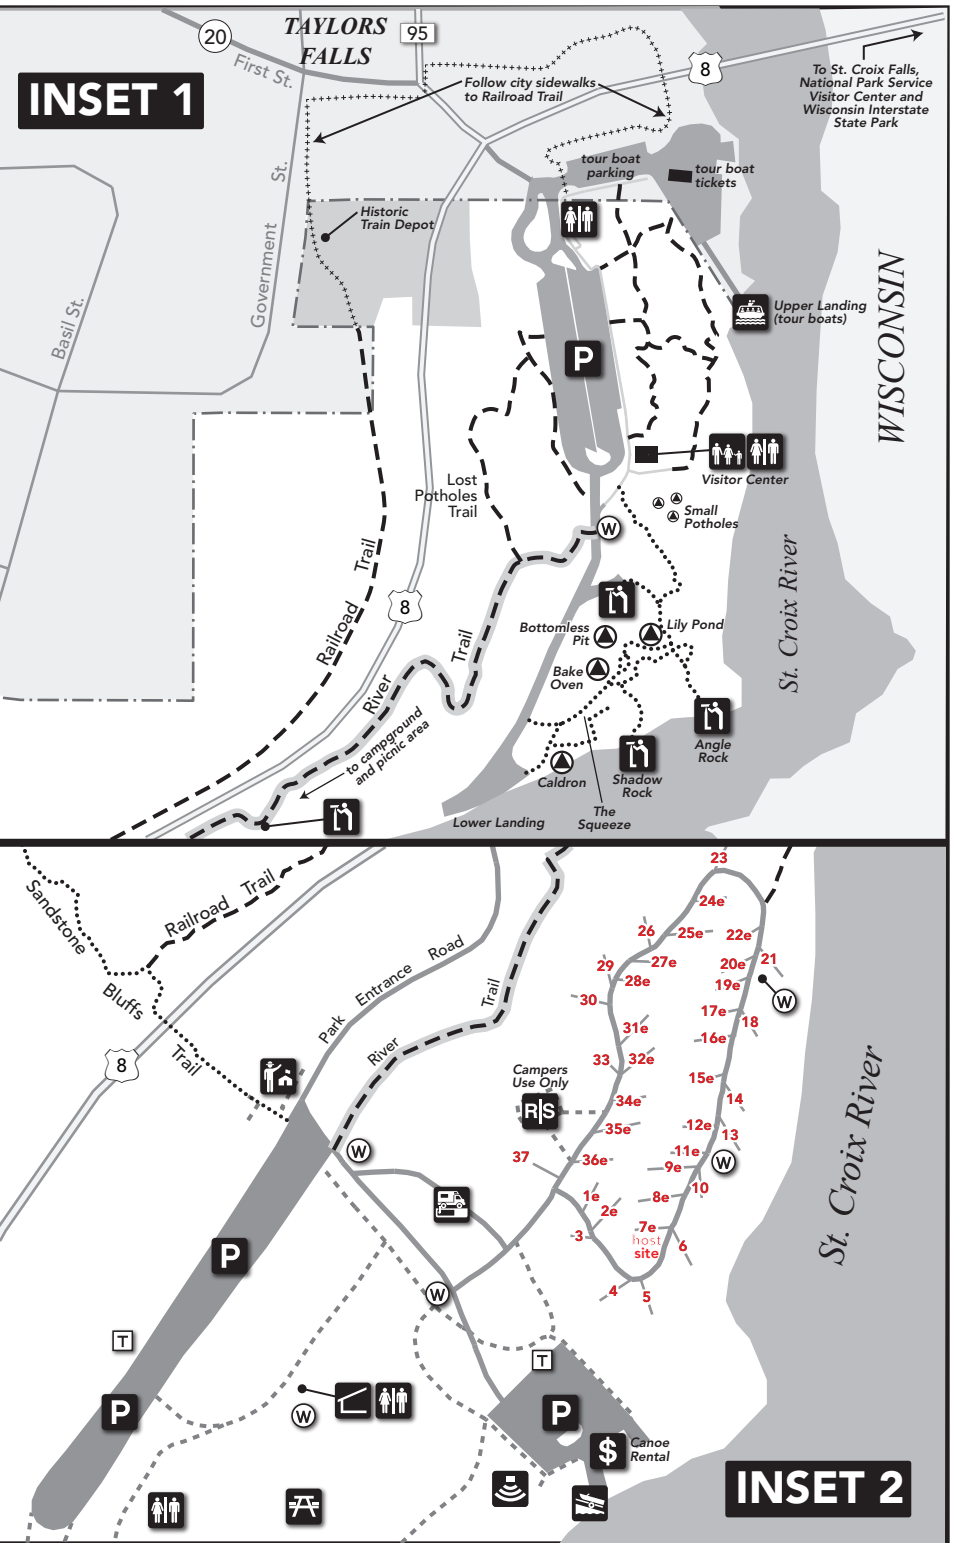 INSET 1
20
TAYLORS
FALLS
95
First St.
8
Follow city sidewalks
to Railroad Trail
To St. Croix Falls,
National Park Service
Visitor Center and
Wisconsin Interstate
State Park
tour boat
parking
tour boat
tickets
Government
St.
Historic
Train Depot
Basil St.
Upper Landing
(tour boats)
WISCONSIN
P
Visitor Center
Lost
Potholes
Trail
Small
Potholes
W
Railroad
Trail
8
River
Trail
St. Croix River
Bottomless
Pit
Lily Pond
Bake
Oven
to campground
and picnic area
Angle
Rock
Shadow
Rock
Caldron
The
Squeeze
Lower Landing
Sandstone
Bluffs
Trail
Railroad Trail
Park Entrance Road
River
Trail
8
23
24e
26
25e
22e
29
27e
20e
21
28e
19e
W
30
17e
18
31e
16e
33
32e
Campers
Use Only
R|S
15e
34e
14
35e
12e
13
37
36e
11e
W
9e
10
1e
8e
2e
3
7e
host
site
6
4
5
W
P
W
T
T
P
W
P
$
Canoe
Rental
St. Croix River
INSET 2